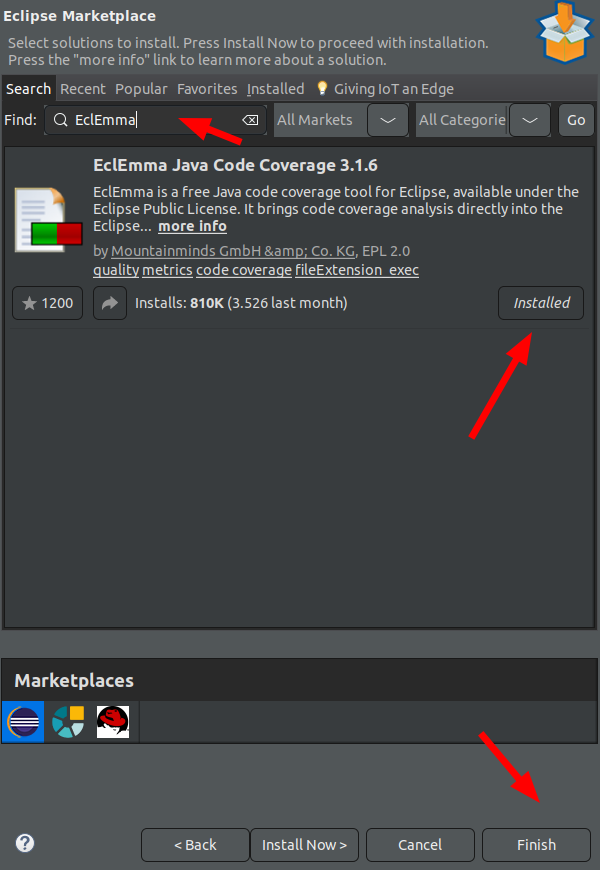 Eclipse Marketplace
Select solutions to install. Press Install Now to proceed with installation.
Press the "more info" link to learn more about a solution.
Search Recent Popular Favorites Installed Giving IoT an Edge
Find: EclEmma All Markets All Categorie Go
EclEmma Java Code Coverage 3.1.6
EclEmma is a free Java code coverage tool for Eclipse, available under the
Eclipse Public License. It brings code coverage analysis directly into the
Eclipse... more info
by Mountainminds GmbH &amp; Co. KG, EPL 2.0
quality metrics code coverage fileExtension_exec
1200 Installs: 810K (3.526 last month) Installed
Marketplaces
? < Back Install Now > Cancel Finish